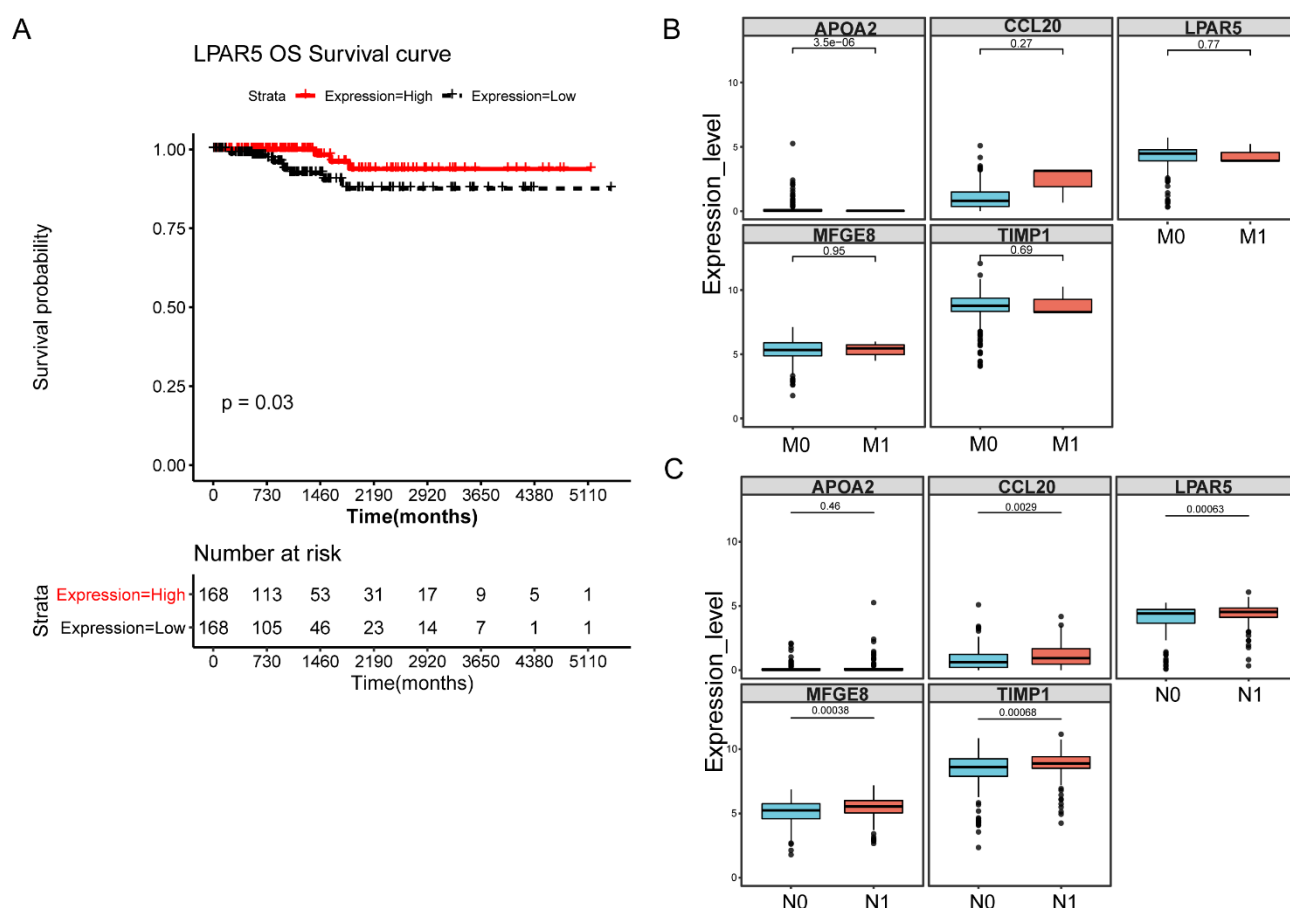 A
LPAR5 OS Survival curve
Strata Expression=High Expression=Low
Survival probability
1.00
0.75
0.50
0.25
0.00
p = 0.03
0 730 1460 2190 2920 3650 4380 5110
Time(months)
Number at risk
Strata
Expression=High 168 113 53 31 17 9 5 1
Expression=Low 168 105 46 23 14 7 1 1
0 730 1460 2190 2920 3650 4380 5110
Time(months)
B
Expression_level
APOA2 CCL20 LPAR5
3.5e−06 0.27 0.77
10
5
0
M0 M1
MFGE8 TIMP1
0.95 0.69
10
5
0
M0 M1 M0 M1
C
Expression_level
APOA2 CCL20 LPAR5
0.46 0.0029 0.00063
10
5
0
N0 N1
MFGE8 TIMP1
0.00038 0.00068
10
5
0
N0 N1 N0 N1